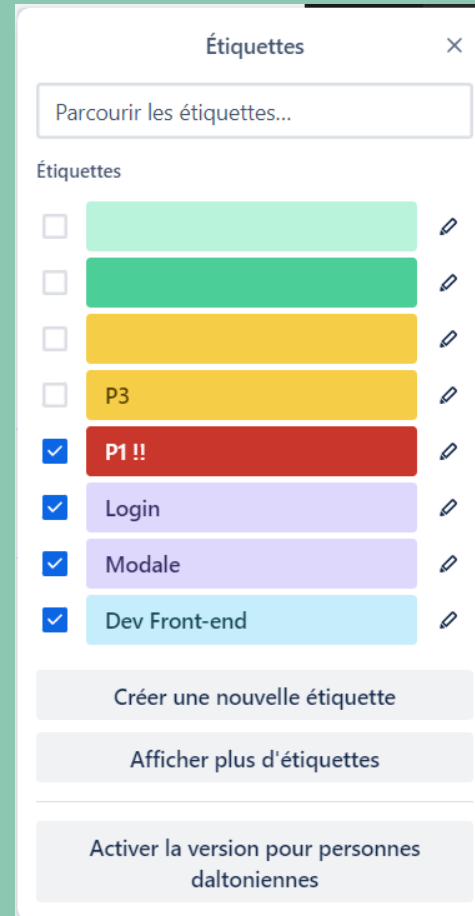 Étiquettes
Parcourir les étiquettes...
Étiquettes
P3
P1 !!
Login
Modale
Dev Front-end
Créer une nouvelle étiquette
Afficher plus d'étiquettes
Activer la version pour personnes
daltoniennes